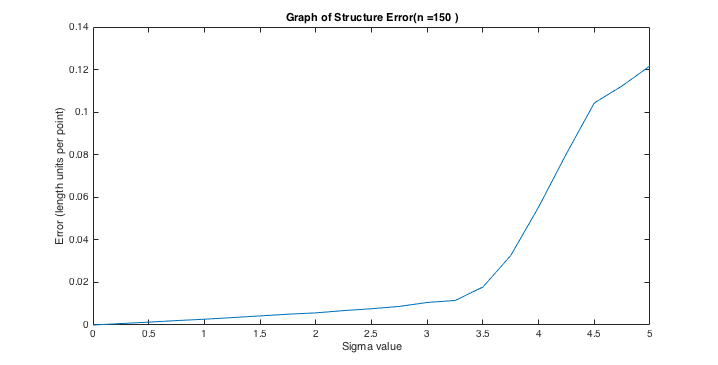 Graph of Structure Error(n =150 )
0.14
0.12
0.1
0.08
0.06
0.04
0.02
0
Error (length units per point)
0 0.5 1 1.5 2 2.5 3 3.5 4 4.5 5
Sigma value